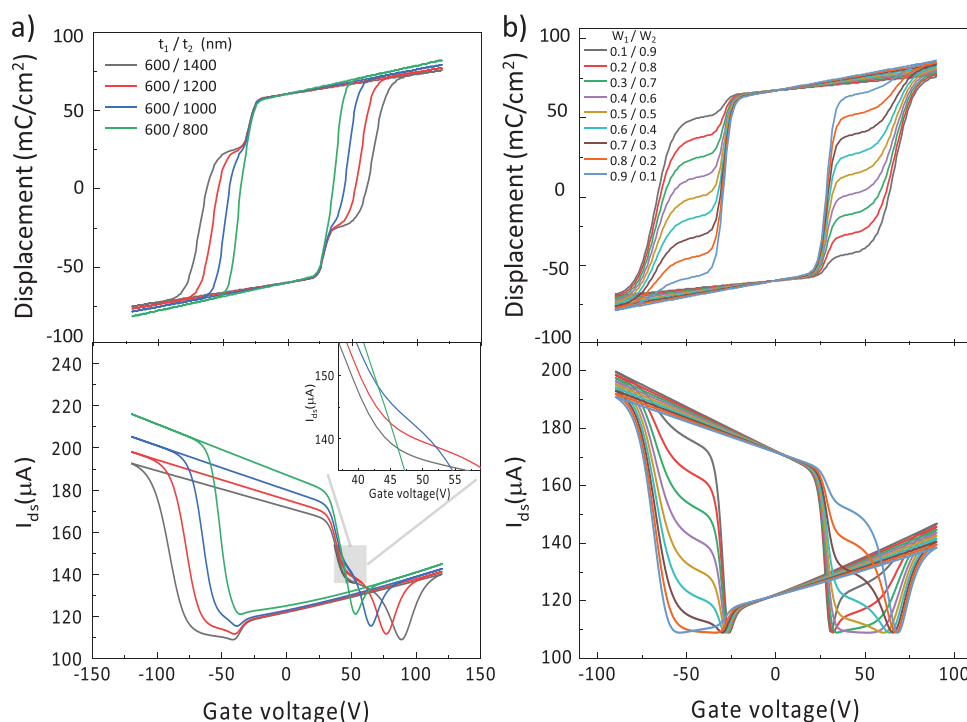 a)
t₁ / t₂ (nm)
600 / 1400
600 / 1200
600 / 1000
600 / 800
Displacement (mC/cm²)
100
50
0
-50
-100
240
220
200
180
160
140
120
100
I_ds(μA)
150
140
I_ds(μA)
40 45 50 55
Gate voltage(V)
-150 -100 -50 0 50 100 150
Gate voltage(V)
b)
W₁ / W₂
0.1 / 0.9
0.2 / 0.8
0.3 / 0.7
0.4 / 0.6
0.5 / 0.5
0.6 / 0.4
0.7 / 0.3
0.8 / 0.2
0.9 / 0.1
Displacement (mC/cm²)
100
50
0
-50
-100
200
180
160
140
120
100
I_ds(μA)
-100 -50 0 50 100
Gate voltage(V)